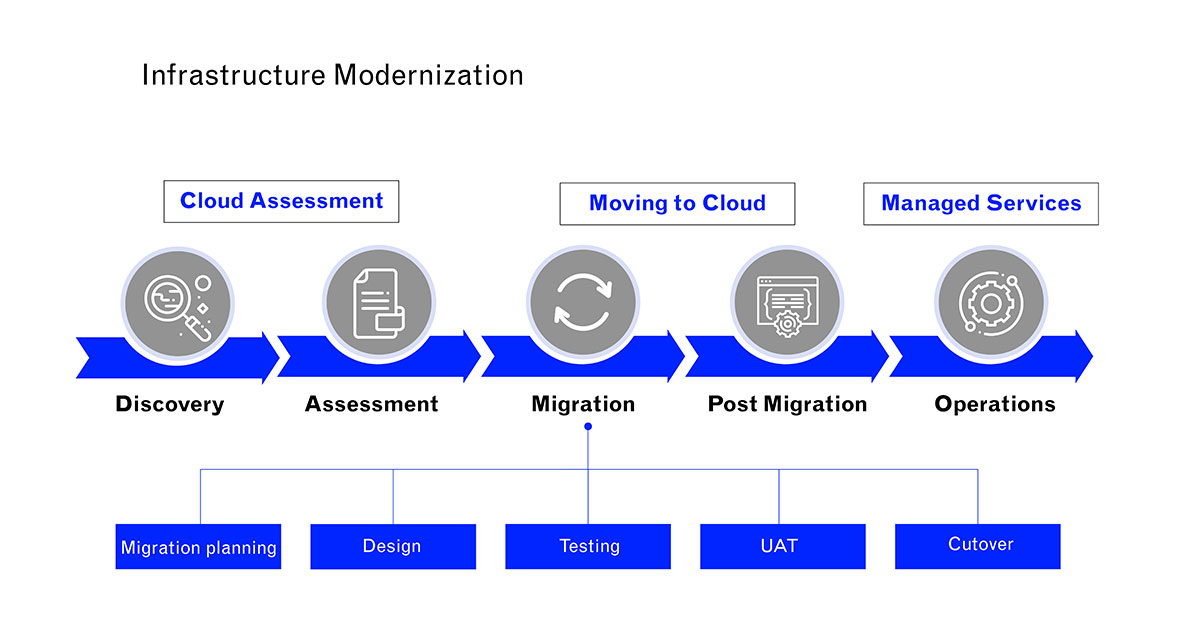 Infrastructure Modernization
Cloud Assessment
Moving to Cloud
Managed Services
Discovery
Assessment
Migration
Post Migration
Operations
Migration planning
Design
Testing
UAT
Cutover